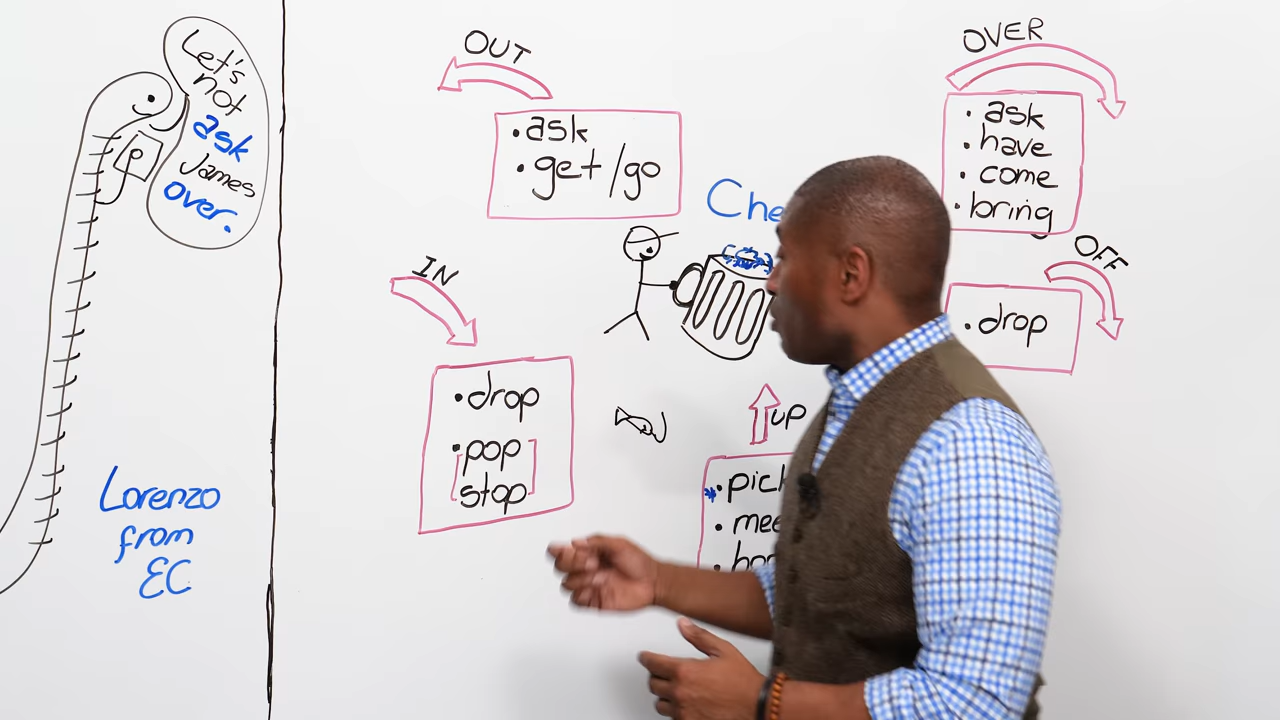 Let's
not
ask
James
over.
P
Lorenzo
from
EC
OUT
• ask
• get/go
IN
• drop
• pop
stop
OVER
• ask
• have
• come
• bring
OFF
• drop
UP